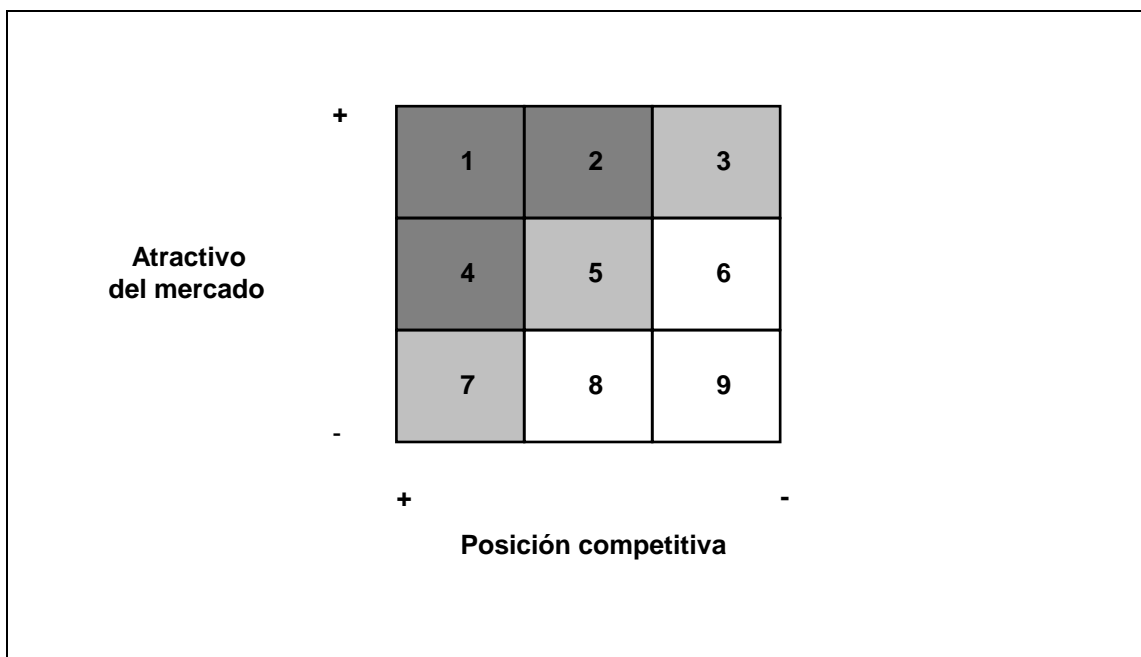 +
1 2 3
Atractivo
del mercado
4 5 6
7 8 9
-
+ -
Posición competitiva